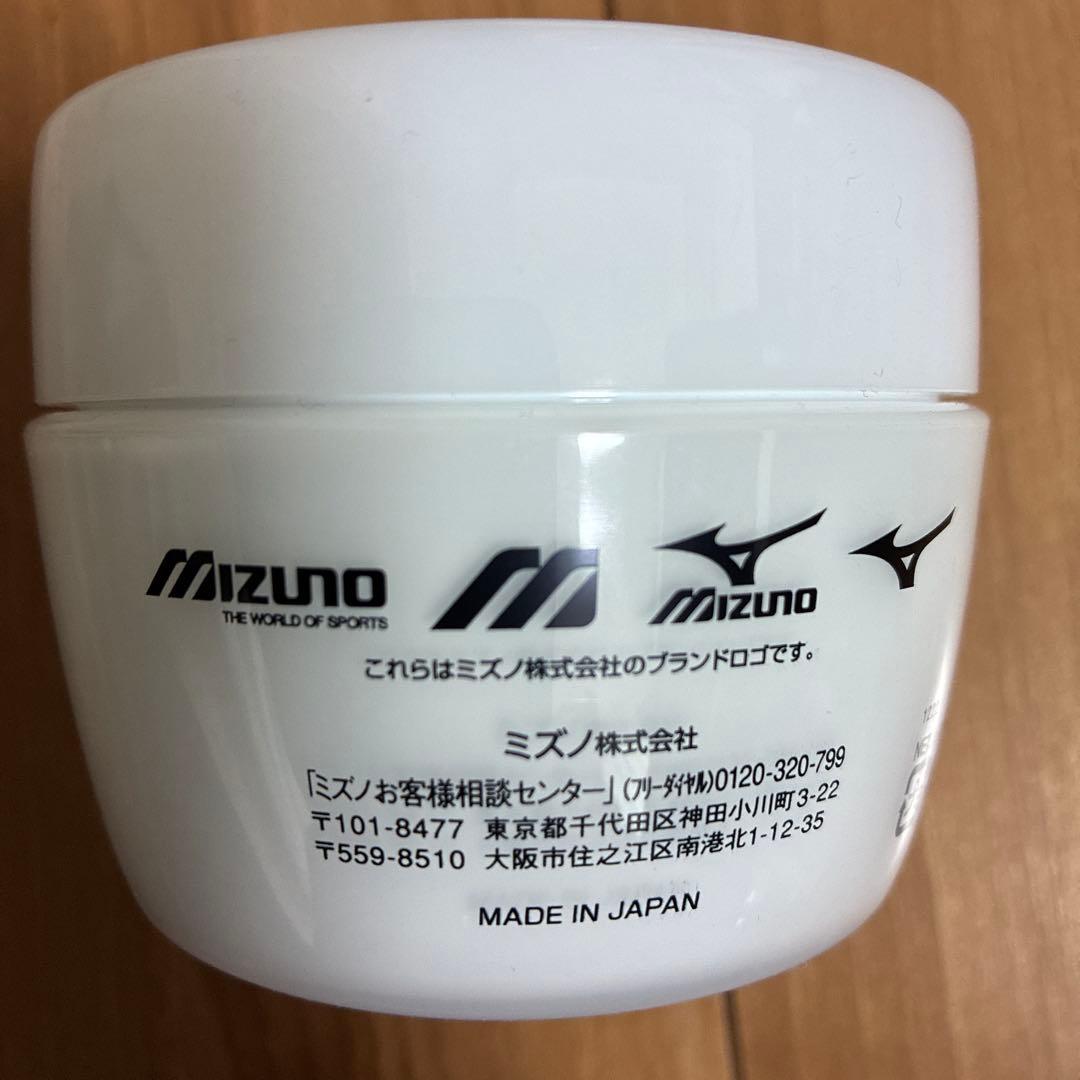 MIZUNO
THE WORLD OF SPORTS
MIZUNO
これらはミズノ株式会社のブランドロゴです。
ミズノ株式会社
「ミズノお客様相談センター」(フリーダイヤル)0120-320-799
〒101-8477 東京都千代田区神田小川町3-22
〒559-8510 大阪市住之江区南港北1-12-35
MADE IN JAPAN